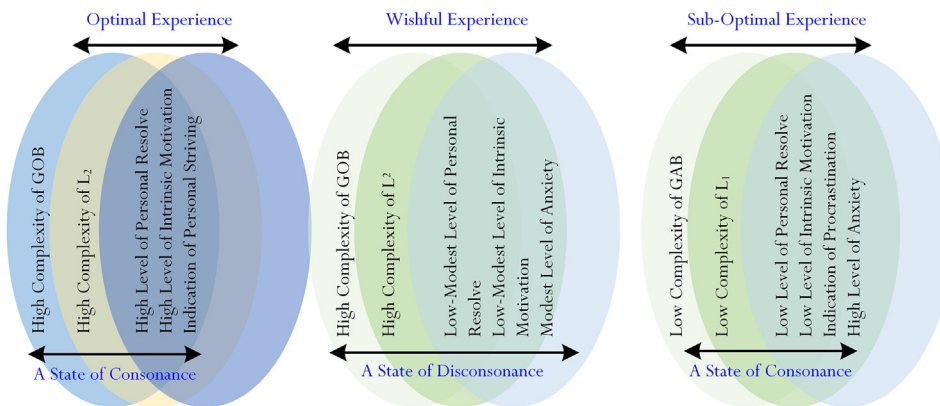 Optimal Experience
High Complexity of GOB
High Complexity of L₂
High Level of Personal Resolve
High Level of Intrinsic Motivation
Indication of Personal Striving
A State of Consonance
Wishful Experience
High Complexity of GOB
High Complexity of L²
Low-Modest Level of Personal
Resolve
Low-Modest Level of Intrinsic
Motivation
Modest Level of Anxiety
A State of Disconsonance
Sub-Optimal Experience
Low Complexity of GAB
Low Complexity of L₁
Low Level of Personal Resolve
Low Level of Intrinsic Motivation
Indication of Procrastination
High Level of Anxiety
A State of Consonance